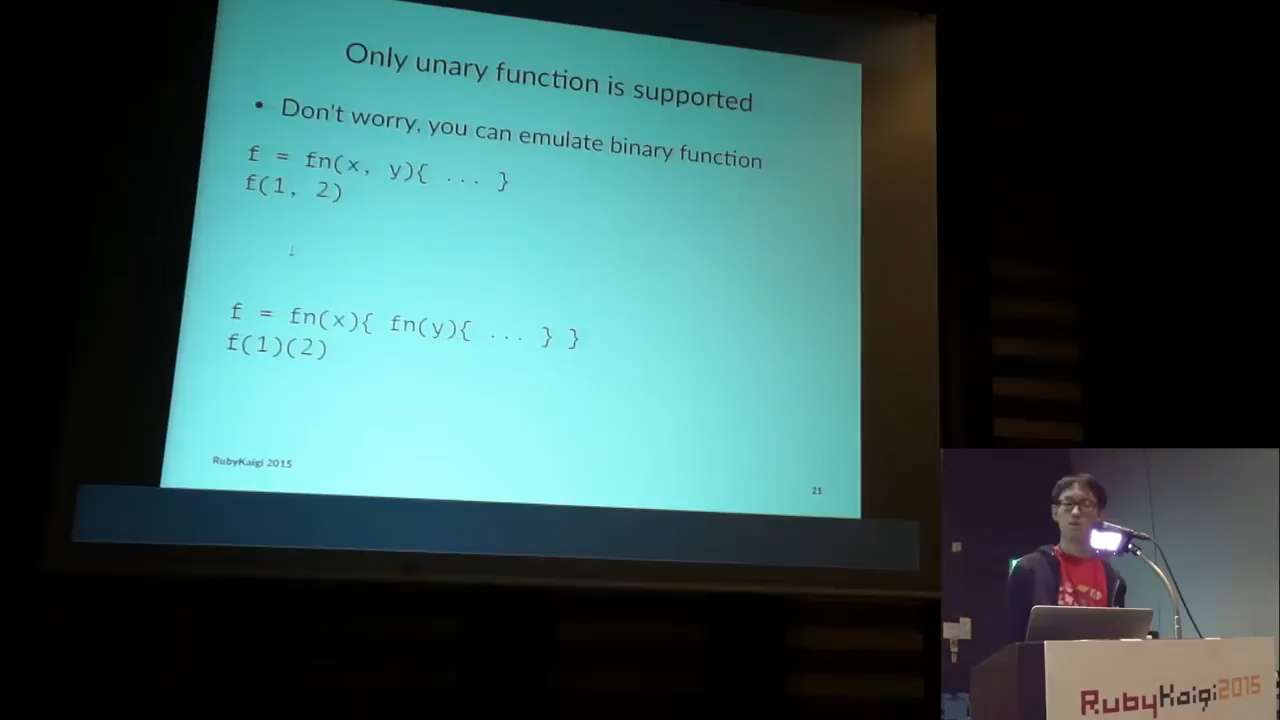 Only unary function is supported
• Don't worry, you can emulate binary function
f = fn(x, y){ ... }
f(1, 2)
↓
f = fn(x){ fn(y){ ... } }
f(1)(2)
RubyKaigi 2015
21
RubyKaigi2015